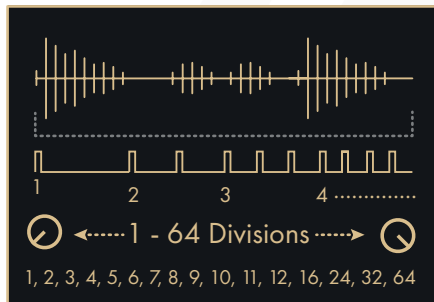 1 2 3 4
1 - 64 Divisions
1, 2, 3, 4, 5, 6, 7, 8, 9, 10, 11, 12, 16, 24, 32, 64